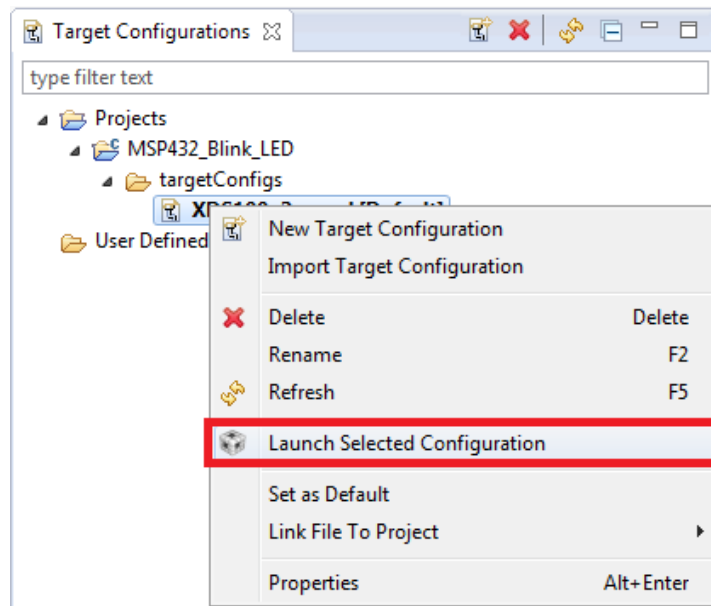 Target Configurations
type filter text
Projects
MSP432_Blink_LED
targetConfigs
User Defined
New Target Configuration
Import Target Configuration
Delete Delete
Rename F2
Refresh F5
Launch Selected Configuration
Set as Default
Link File To Project
Properties Alt+Enter